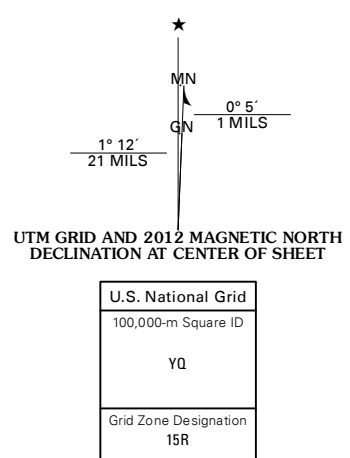 ★
MN
0° 5´
1 MILS
GN
1° 12´
21 MILS
UTM GRID AND 2012 MAGNETIC NORTH
DECLINATION AT CENTER OF SHEET
U.S. National Grid
100,000-m Square ID
YQ
Grid Zone Designation
15R